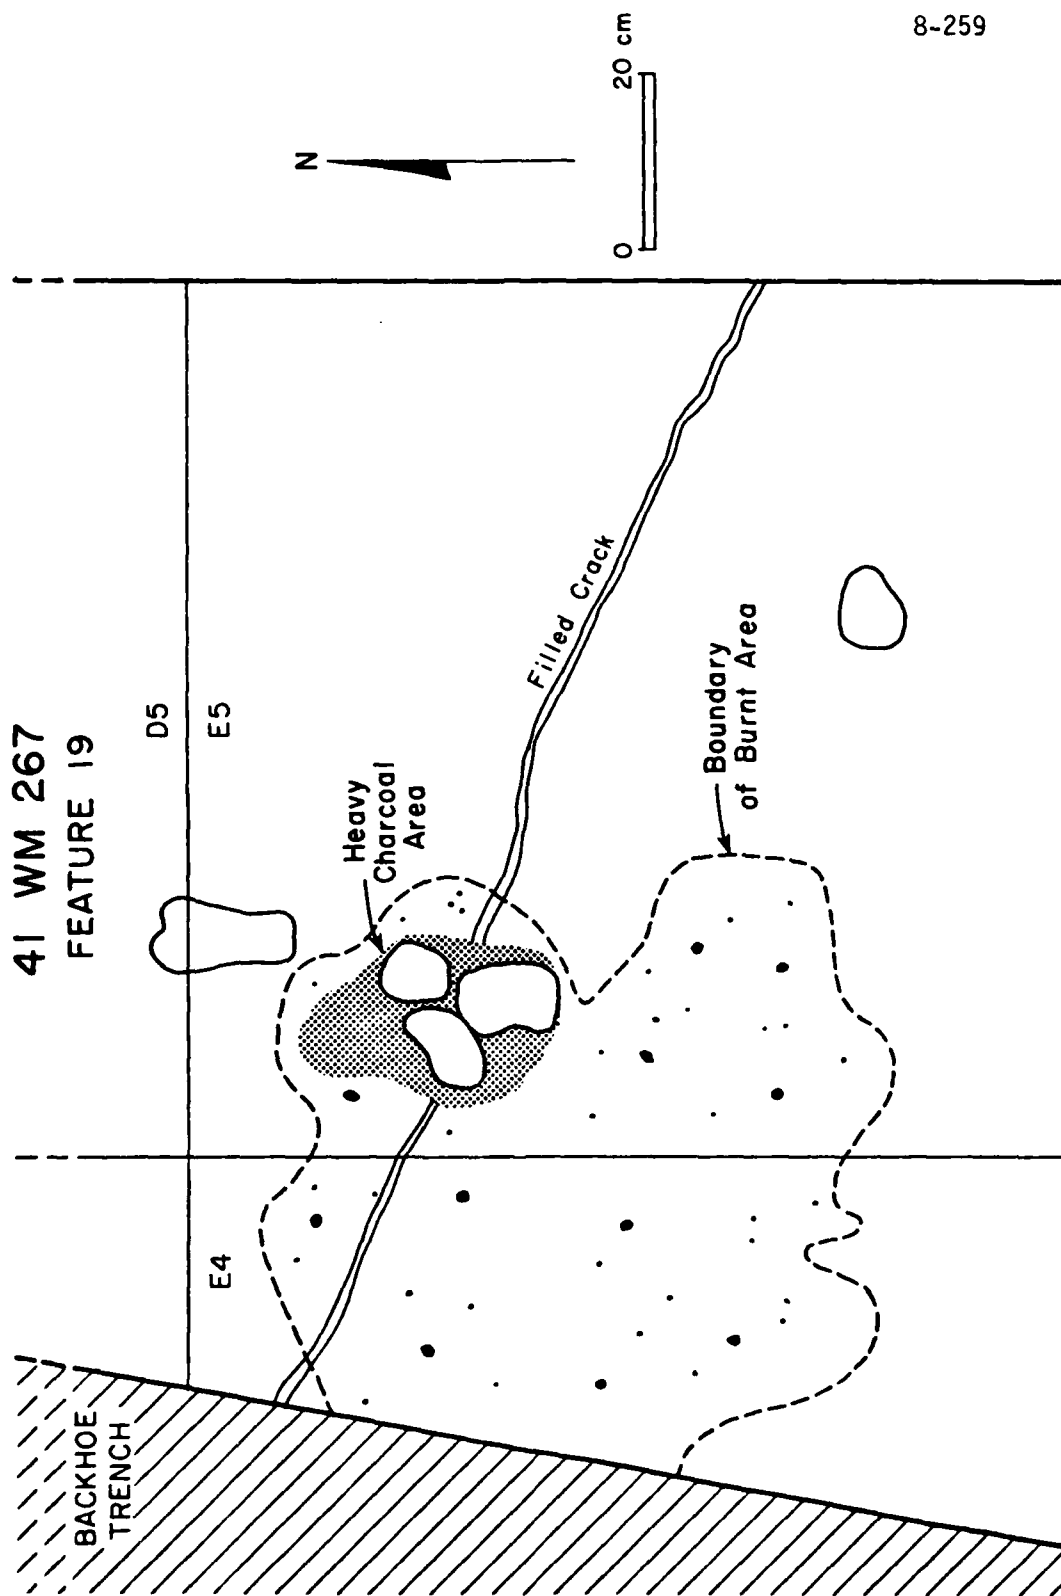 8-259
41 WM 267
FEATURE 19
D5
E5
E4
BACKHOE
TRENCH
Heavy
Charcoal
Area
Filled Crack
Boundary
of Burnt Area
N
0 20 cm